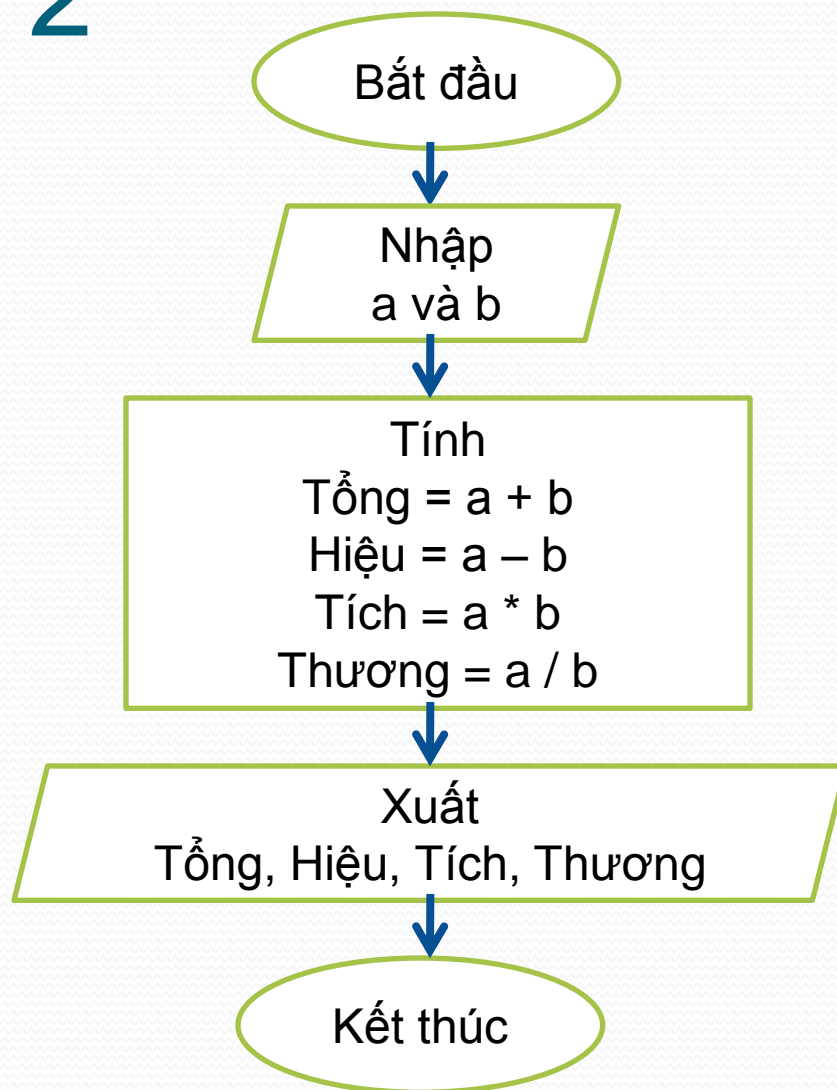 2
Bắt đầu
Nhập
a và b
Tính
Tổng = a + b
Hiệu = a – b
Tích = a * b
Thương = a / b
Xuất
Tổng, Hiệu, Tích, Thương
Kết thúc